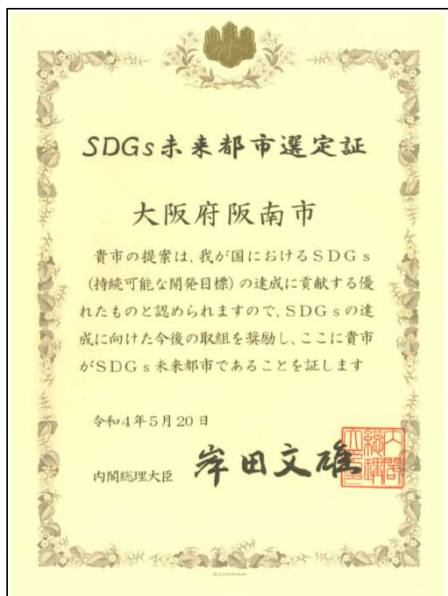 SDGs未来都市選定証
大阪府阪南市
貴市の提案は、我が国におけるSDGs
(持続可能な開発目標)の達成に貢献する優
れたものと認められますので、SDGsの達
成に向けた今後の取組を奨励し、ここに貴市
がSDGs未来都市であることを証します
令和4年5月20日
内閣総理大臣 岸田文雄
内閣総理大臣